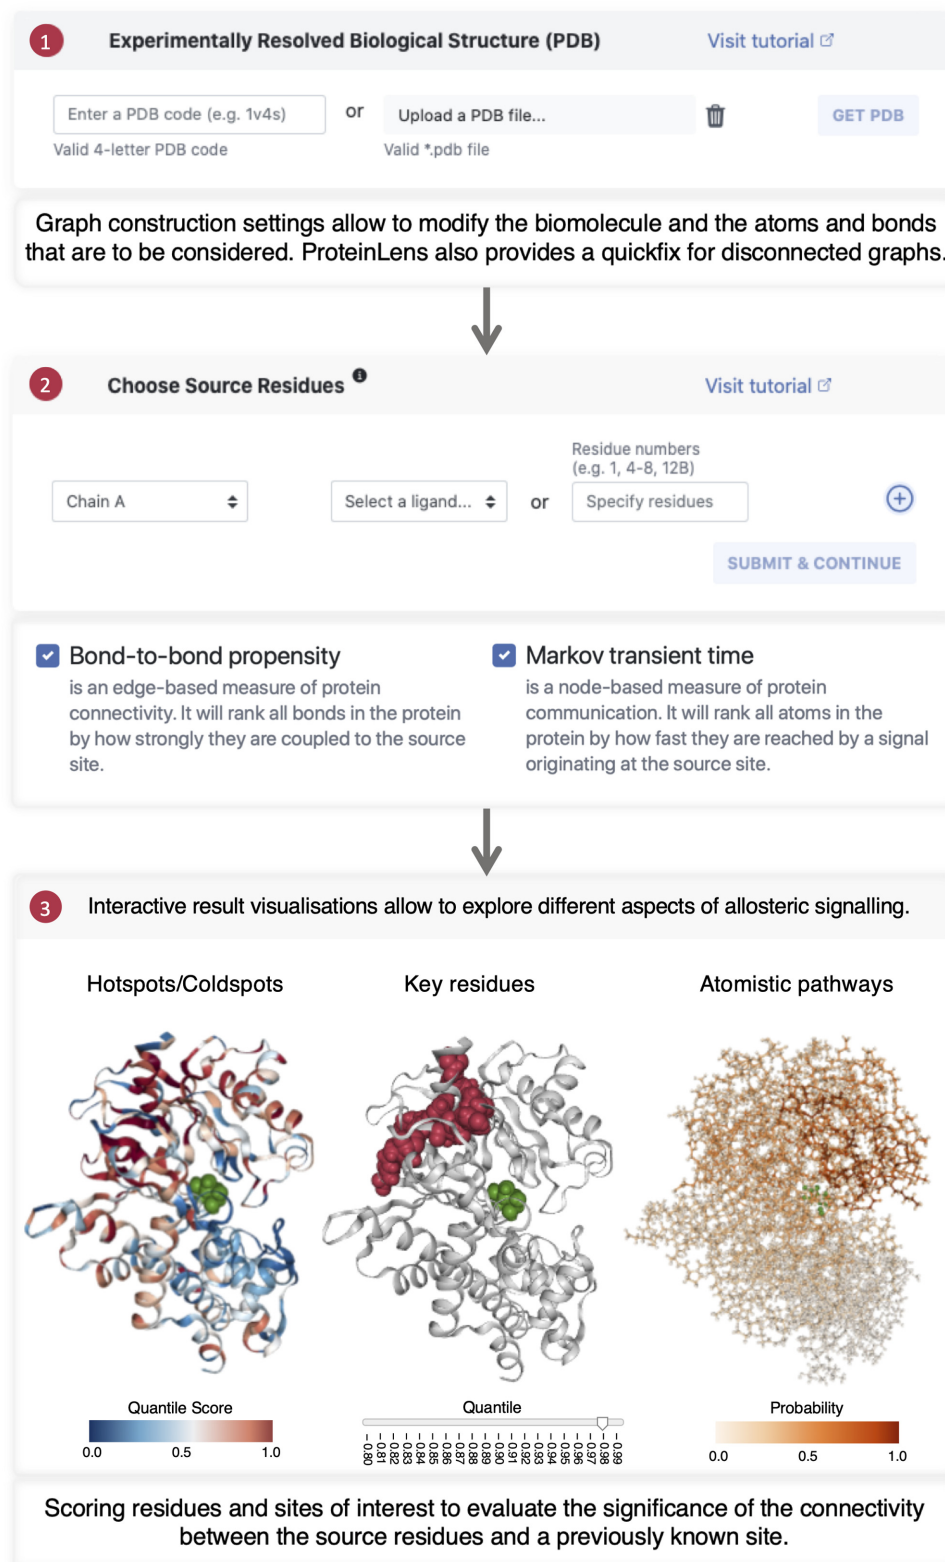 1 Experimentally Resolved Biological Structure (PDB) Visit tutorial
Enter a PDB code (e.g. 1v4s) or Upload a PDB file... GET PDB
Valid 4-letter PDB code Valid *.pdb file
Graph construction settings allow to modify the biomolecule and the atoms and bonds
that are to be considered. ProteinLens also provides a quickfix for disconnected graphs.
2 Choose Source Residues i Visit tutorial
Residue numbers
(e.g. 1, 4-8, 12B)
Chain A Select a ligand... or Specify residues
SUBMIT & CONTINUE
Bond-to-bond propensity
is an edge-based measure of protein
connectivity. It will rank all bonds in the protein
by how strongly they are coupled to the source
site.
Markov transient time
is a node-based measure of protein
communication. It will rank all atoms in the
protein by how fast they are reached by a signal
originating at the source site.
3 Interactive result visualisations allow to explore different aspects of allosteric signalling.
Hotspots/Coldspots Key residues Atomistic pathways
Quantile Score
0.0 0.5 1.0
Quantile
0.80 0.81 0.82 0.83 0.84 0.85 0.86 0.87 0.88 0.89 0.90 0.91 0.92 0.93 0.94 0.95 0.96 0.97 0.98 0.99
Probability
0.0 0.5 1.0
Scoring residues and sites of interest to evaluate the significance of the connectivity
between the source residues and a previously known site.